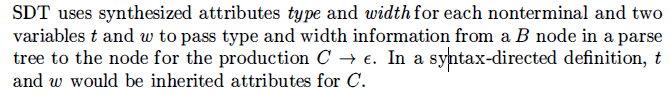 SDT uses synthesized attributes type and width for each nonterminal and two
variables t and w to pass type and width information from a B node in a parse
tree to the node for the production C → ϵ. In a syntax-directed definition, t
and w would be inherited attributes for C.